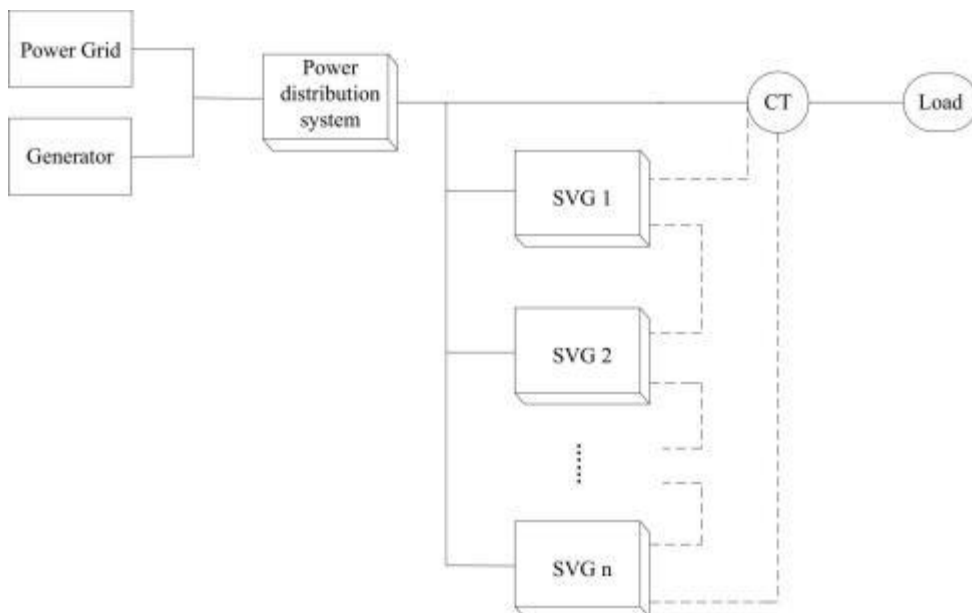 Power Grid
Generator
Power
distribution
system
CT
Load
SVG 1
SVG 2
SVG n